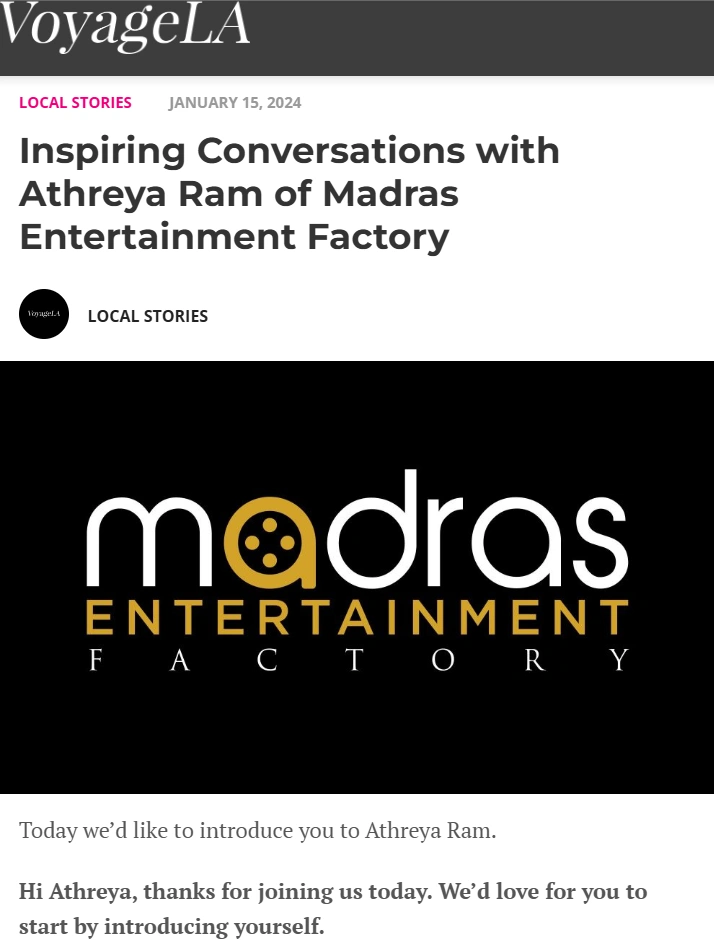 VoyageLA
LOCAL STORIES JANUARY 15, 2024
Inspiring Conversations with
Athreya Ram of Madras
Entertainment Factory
VoyageLA
LOCAL STORIES
madras
ENTERTAINMENT
FACTORY
Today we’d like to introduce you to Athreya Ram.
Hi Athreya, thanks for joining us today. We’d love for you to
start by introducing yourself.